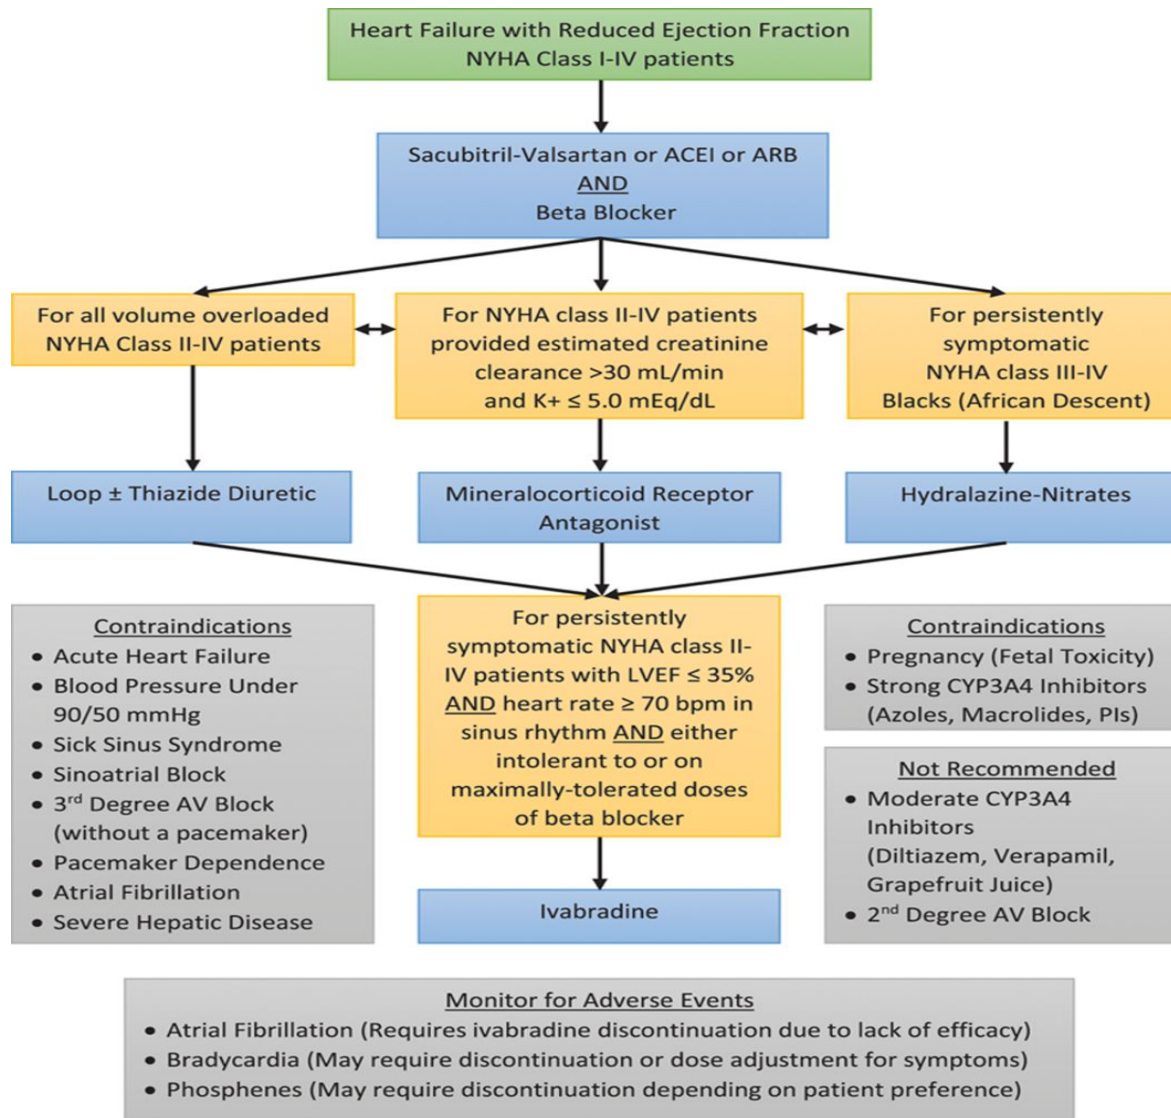 Heart Failure with Reduced Ejection Fraction
NYHA Class I-IV patients
Sacubitril-Valsartan or ACEI or ARB
AND
Beta Blocker
For all volume overloaded
NYHA Class II-IV patients
For NYHA class II-IV patients
provided estimated creatinine
clearance >30 mL/min
and K+ ≤ 5.0 mEq/dL
For persistently
symptomatic
NYHA class III-IV
Blacks (African Descent)
Loop ± Thiazide Diuretic
Mineralocorticoid Receptor
Antagonist
Hydralazine-Nitrates
Contraindications
• Acute Heart Failure
• Blood Pressure Under
90/50 mmHg
• Sick Sinus Syndrome
• Sinoatrial Block
• 3rd Degree AV Block
(without a pacemaker)
• Pacemaker Dependence
• Atrial Fibrillation
• Severe Hepatic Disease
For persistently
symptomatic NYHA class II-
IV patients with LVEF ≤ 35%
AND heart rate ≥ 70 bpm in
sinus rhythm AND either
intolerant to or on
maximally-tolerated doses
of beta blocker
Ivabradine
Contraindications
• Pregnancy (Fetal Toxicity)
• Strong CYP3A4 Inhibitors
(Azoles, Macrolides, PIs)
Not Recommended
• Moderate CYP3A4
Inhibitors
(Diltiazem, Verapamil,
Grapefruit Juice)
• 2nd Degree AV Block
Monitor for Adverse Events
• Atrial Fibrillation (Requires ivabradine discontinuation due to lack of efficacy)
• Bradycardia (May require discontinuation or dose adjustment for symptoms)
• Phosphenes (May require discontinuation depending on patient preference)